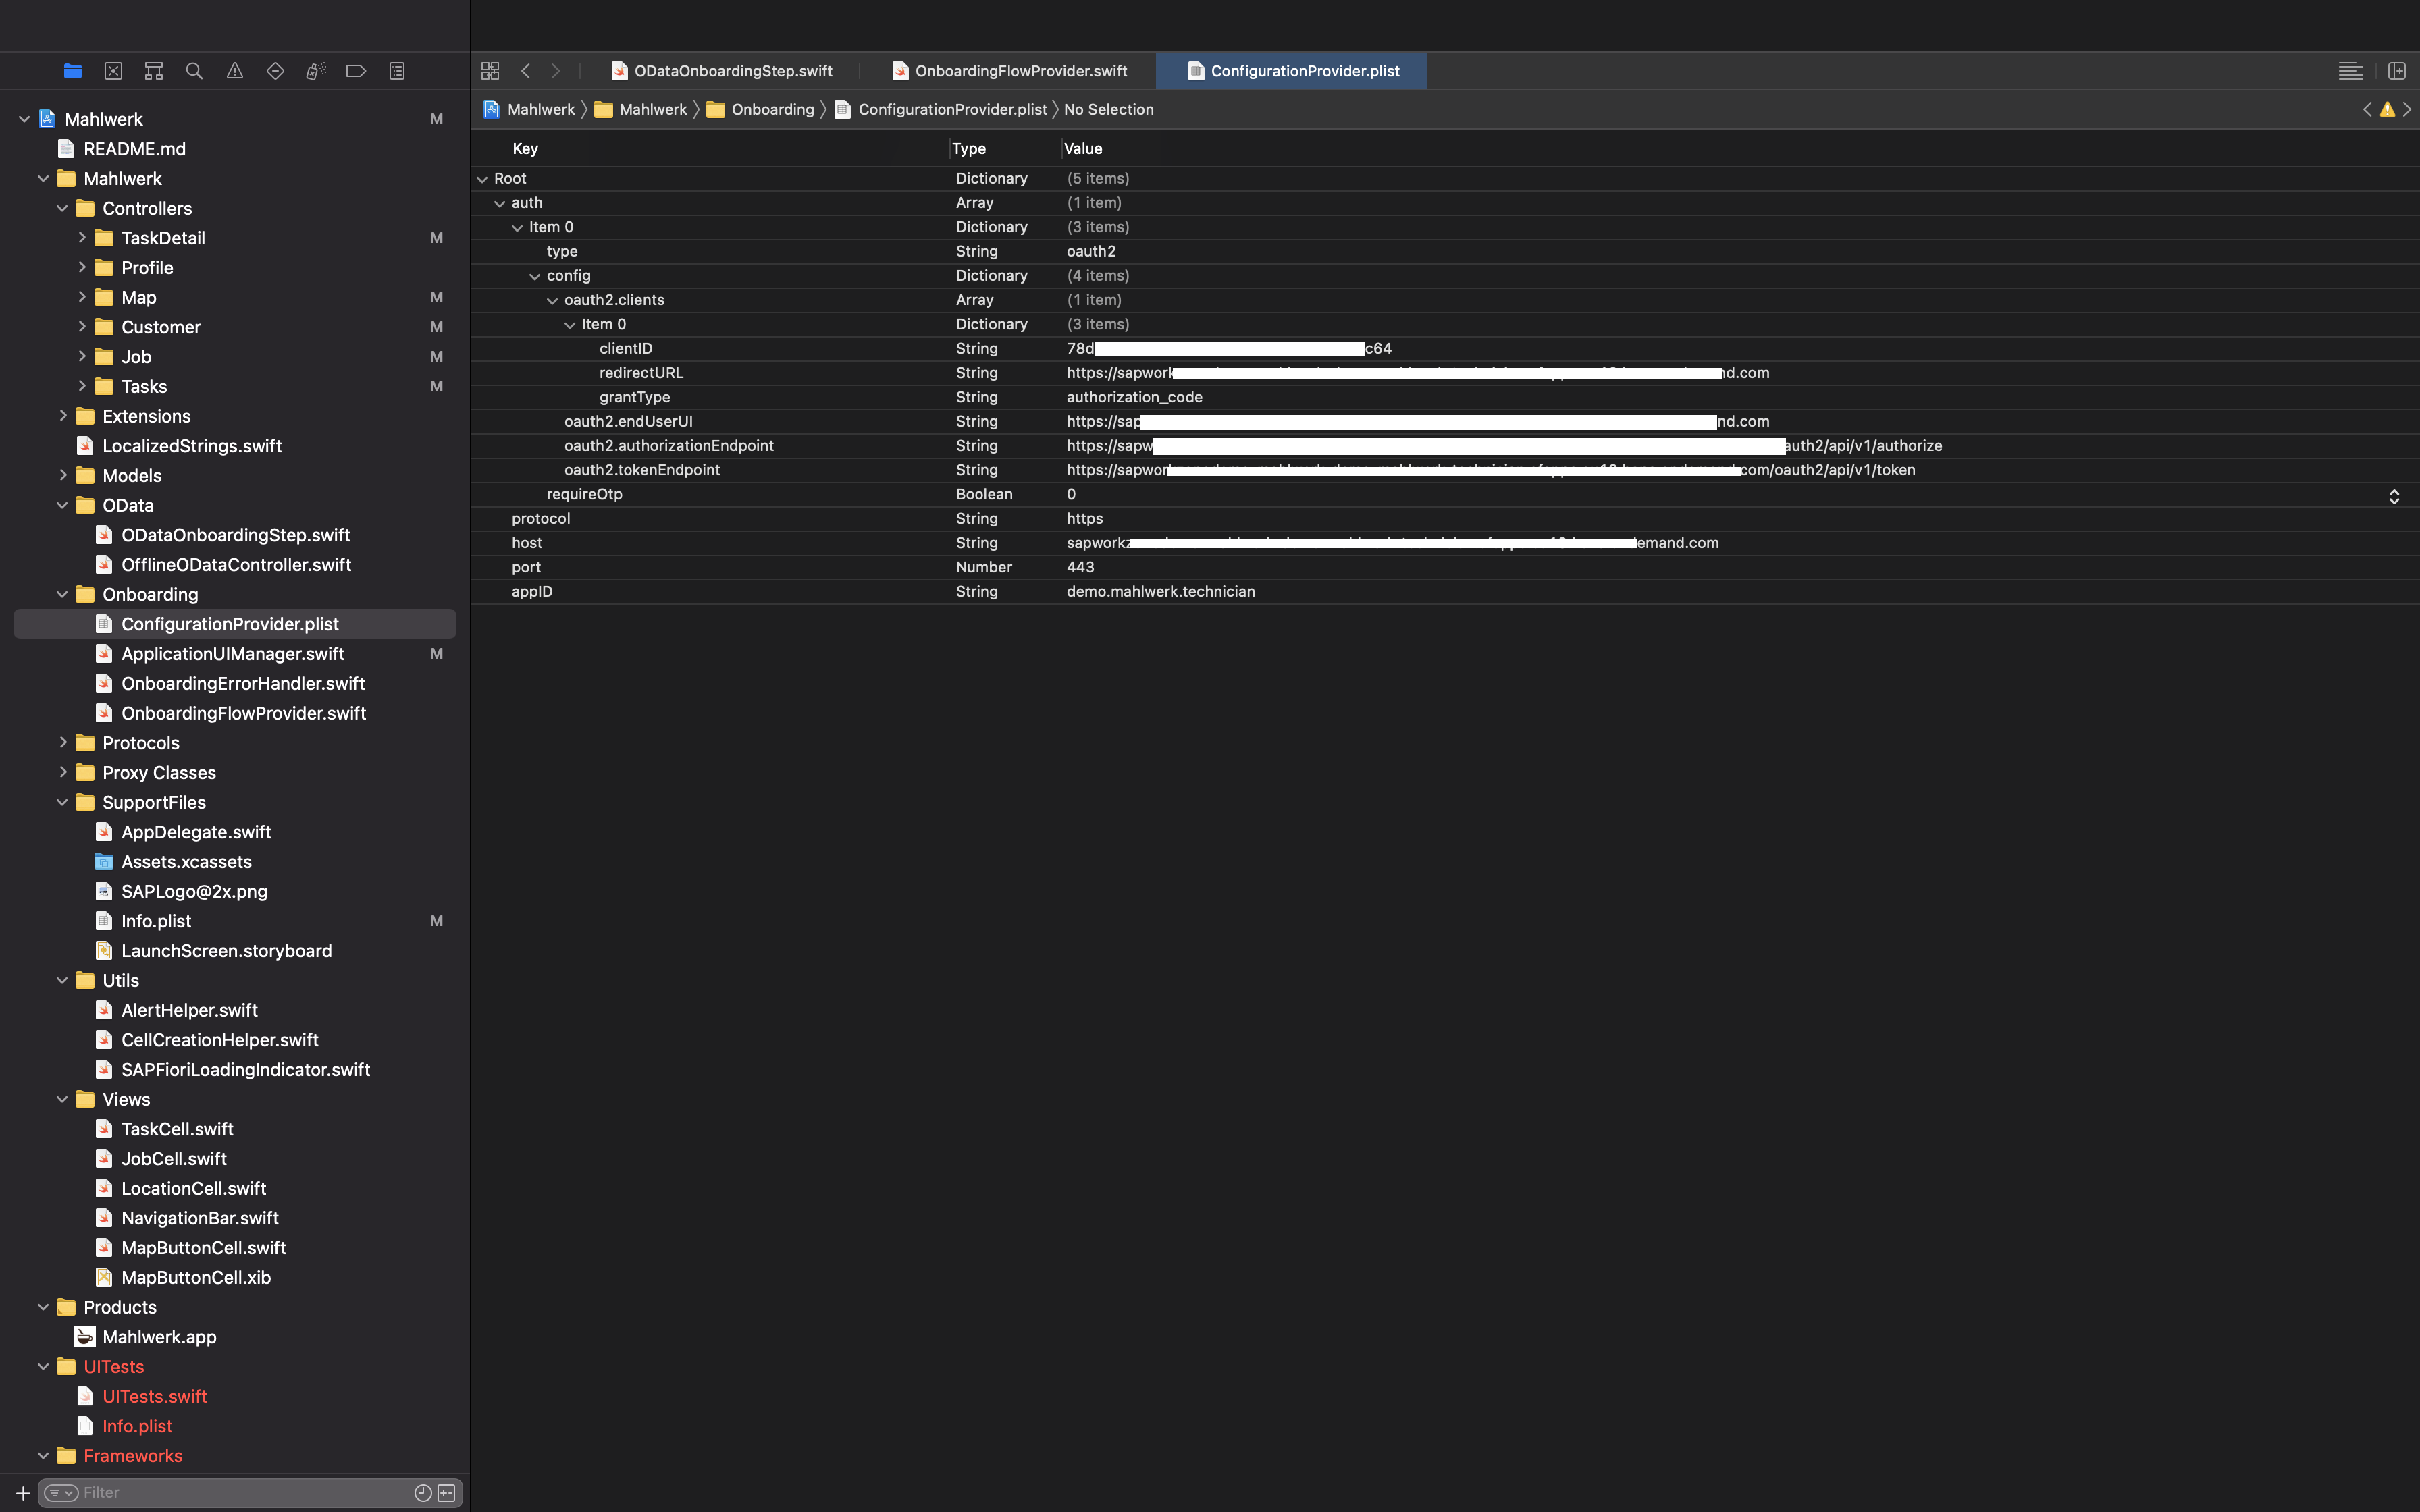 Mahlwerk M
README.md
Mahlwerk
Controllers
TaskDetail M
Profile
Map M
Customer M
Job M
Tasks M
Extensions
LocalizedStrings.swift
Models
OData
ODataOnboardingStep.swift
OfflineODataController.swift
Onboarding
ConfigurationProvider.plist
ApplicationUIManager.swift M
OnboardingErrorHandler.swift
OnboardingFlowProvider.swift
Protocols
Proxy Classes
SupportFiles
AppDelegate.swift
Assets.xcassets
SAPLogo@2x.png
Info.plist M
LaunchScreen.storyboard
Utils
AlertHelper.swift
CellCreationHelper.swift
SAPFioriLoadingIndicator.swift
Views
TaskCell.swift
JobCell.swift
LocationCell.swift
NavigationBar.swift
MapButtonCell.swift
MapButtonCell.xib
Products
Mahlwerk.app
UITests
UITests.swift
Info.plist
Frameworks
Filter
ODataOnboardingStep.swift OnboardingFlowProvider.swift ConfigurationProvider.plist
Mahlwerk Mahlwerk Onboarding ConfigurationProvider.plist No Selection
Key Type Value
Root Dictionary (5 items)
auth Array (1 item)
Item 0 Dictionary (3 items)
type String oauth2
config Dictionary (4 items)
oauth2.clients Array (1 item)
Item 0 Dictionary (3 items)
clientID String 78d c64
redirectURL String https://sapwork nd.com
grantType String authorization_code
oauth2.endUserUI String https://sap nd.com
oauth2.authorizationEndpoint String https://sapw auth2/api/v1/authorize
oauth2.tokenEndpoint String https://sapwor com/oauth2/api/v1/token
requireOtp Boolean 0
protocol String https
host String sapworkz emand.com
port Number 443
appID String demo.mahlwerk.technician